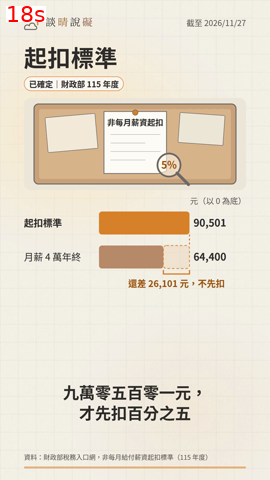 18s
談晴說礙
截至 2026/11/27
起扣標準
已確定｜財政部 115 年度
非每月薪資起扣
5%
元（以 0 為底）
起扣標準
90,501
月薪 4 萬年終
64,400
還差 26,101 元，不先扣
九萬零五百零一元，
才先扣百分之五
資料：財政部稅務入口網，非每月給付薪資起扣標準（115 年度）